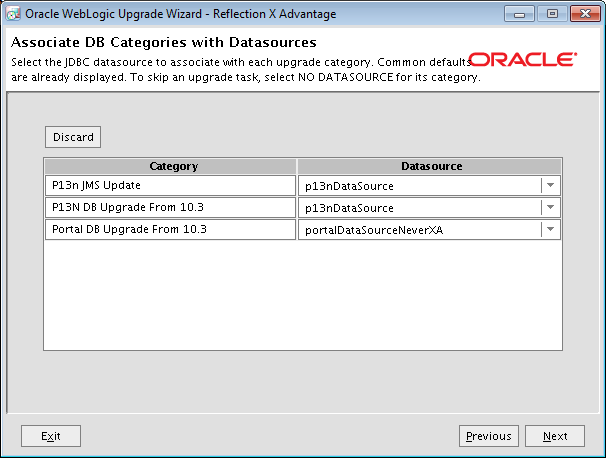 Oracle WebLogic Upgrade Wizard - Reflection X Advantage
Associate DB Categories with Datasources
Select the JDBC datasource to associate with each upgrade category. Common defaults
are already displayed. To skip an upgrade task, select NO DATASOURCE for its category.
ORACLE
Discard
Category Datasource
P13n JMS Update p13nDataSource
P13N DB Upgrade From 10.3 p13nDataSource
Portal DB Upgrade From 10.3 portalDataSourceNeverXA
Exit Previous Next